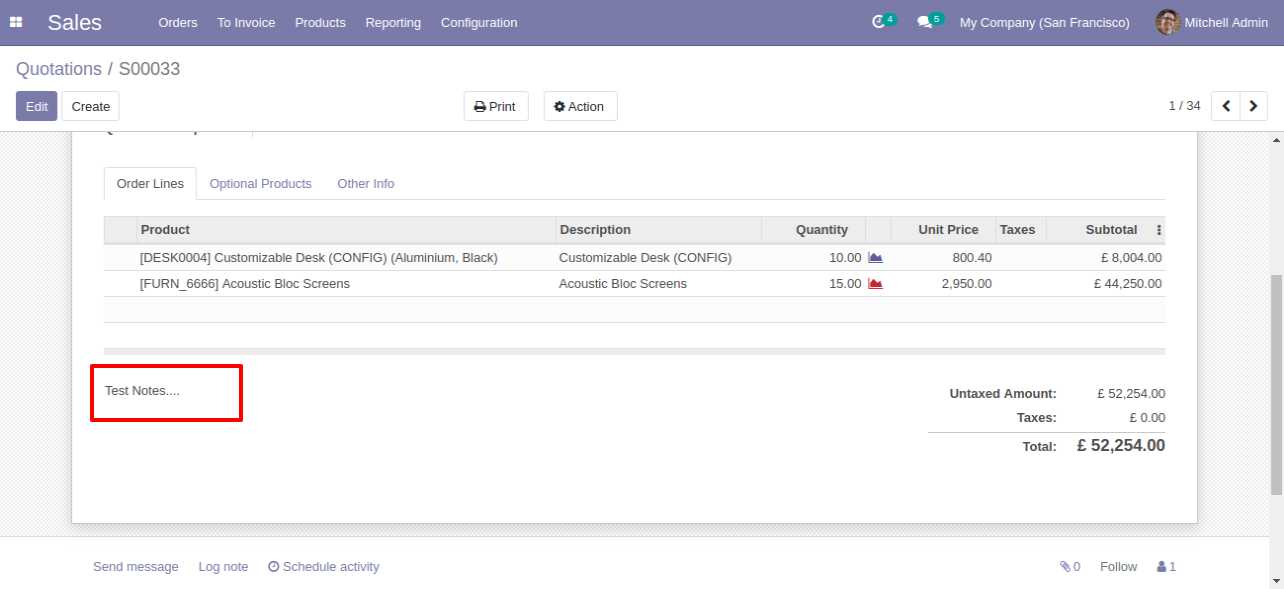 Sales Orders To Invoice Products Reporting Configuration 4 5 My Company (San Francisco) Mitchell Admin
Quotations / S00033
Edit Create Print Action 1 / 34
Order Lines Optional Products Other Info
Product Description Quantity Unit Price Taxes Subtotal
[DESK0004] Customizable Desk (CONFIG) (Aluminium, Black) Customizable Desk (CONFIG) 10.00 800.40 £ 8,004.00
[FURN_6666] Acoustic Bloc Screens Acoustic Bloc Screens 15.00 2,950.00 £ 44,250.00
Test Notes....
Untaxed Amount: £ 52,254.00
Taxes: £ 0.00
Total: £ 52,254.00
Send message Log note Schedule activity 0 Follow 1